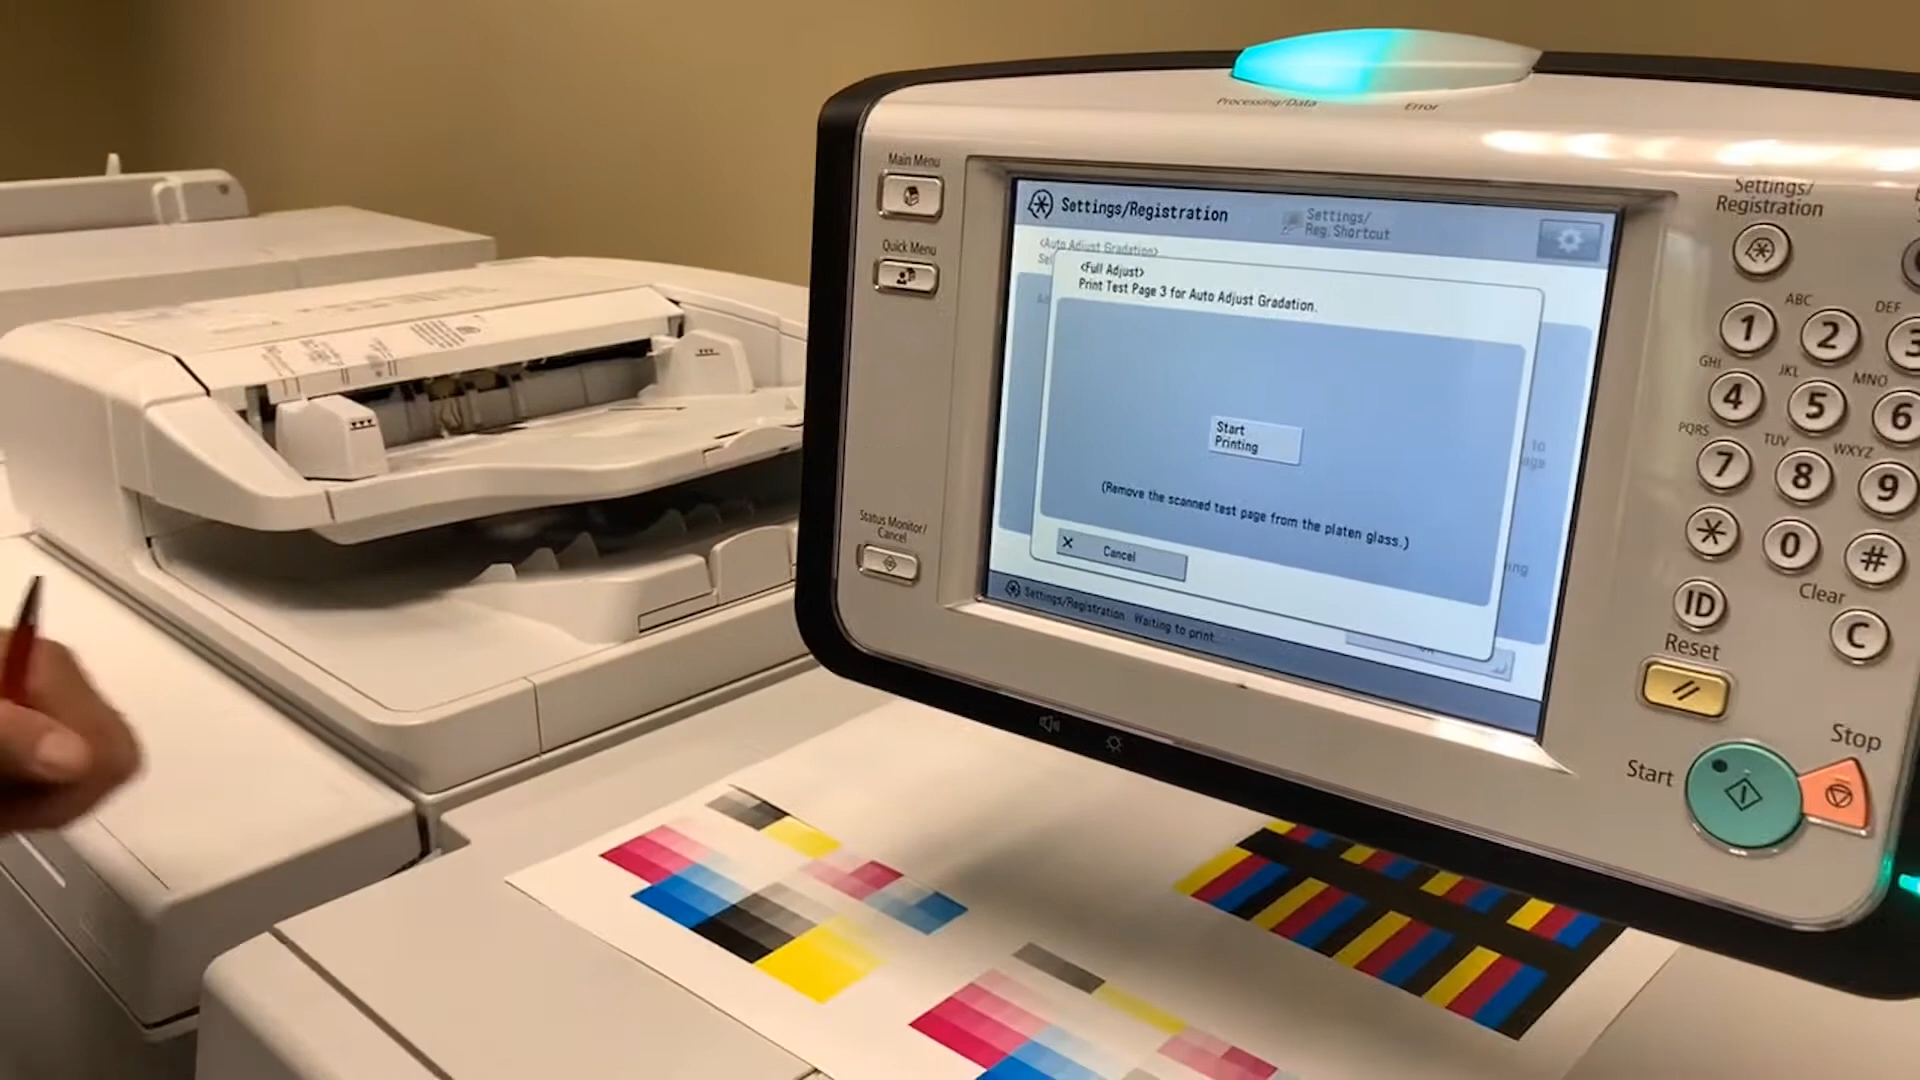 Processing/Data
Error
Main Menu
Quick Menu
Status Monitor/
Cancel
Settings/Registration
Settings/
Reg. Shortcut
<Auto Adjust Gradation>
<Full Adjust>
Print Test Page 3 for Auto Adjust Gradation.
Start
Printing
(Remove the scanned test page from the platen glass.)
× Cancel
to
Settings/Registration Waiting to print...
Settings/
Registration
1
ABC
2
DEF
3
GHI
4
JKL
5
MNO
6
PQRS
7
TUV
8
WXYZ
9
*
0
#
ID
Clear
C
Reset
Start
Stop